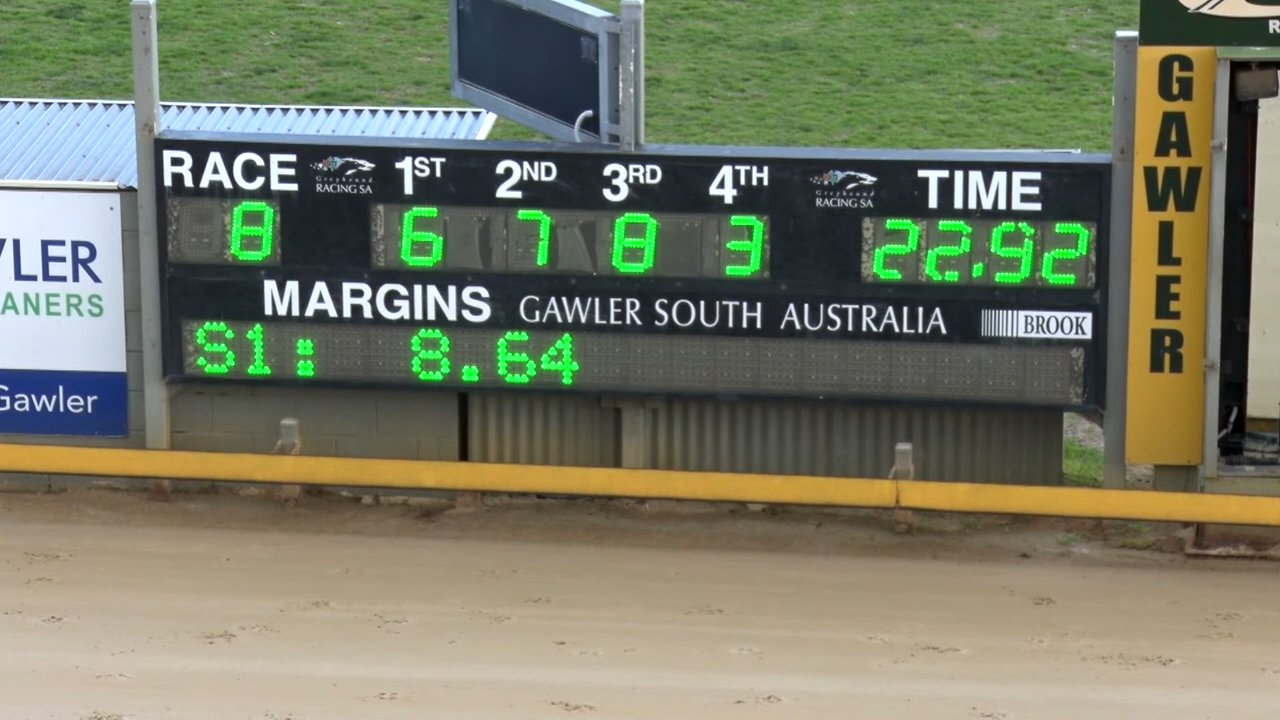 RACE Greyhound RACING SA 1ST 2ND 3RD 4TH Greyhound RACING SA TIME
8 6 7 8 3 22.92
MARGINS GAWLER SOUTH AUSTRALIA BROOK
S1: 8.64
LER
ANERS
Gawler
GAWLER